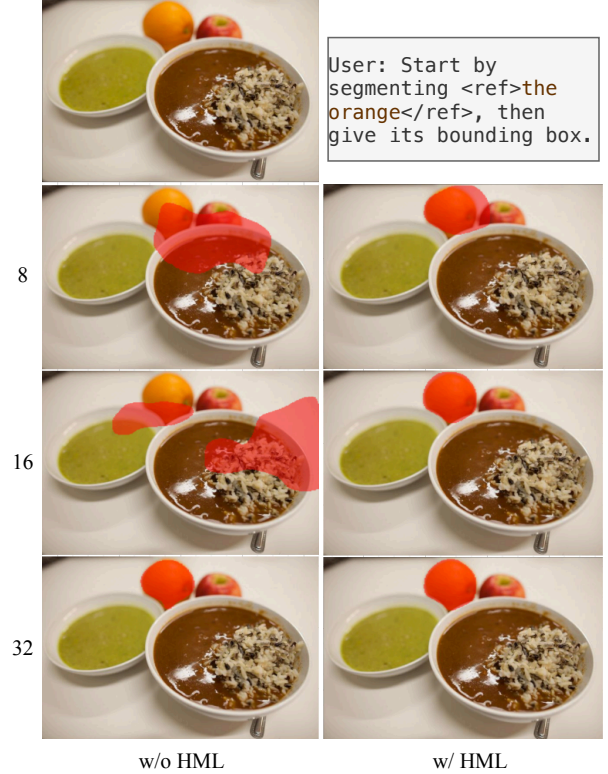 User: Start by
segmenting <ref>the
orange</ref>, then
give its bounding box.
8
16
32
w/o HML
w/ HML